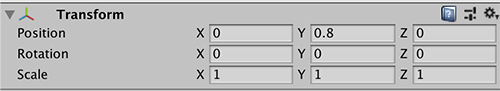 Transform
Position X 0 Y 0.8 Z 0
Rotation X 0 Y 0 Z 0
Scale X 1 Y 1 Z 1